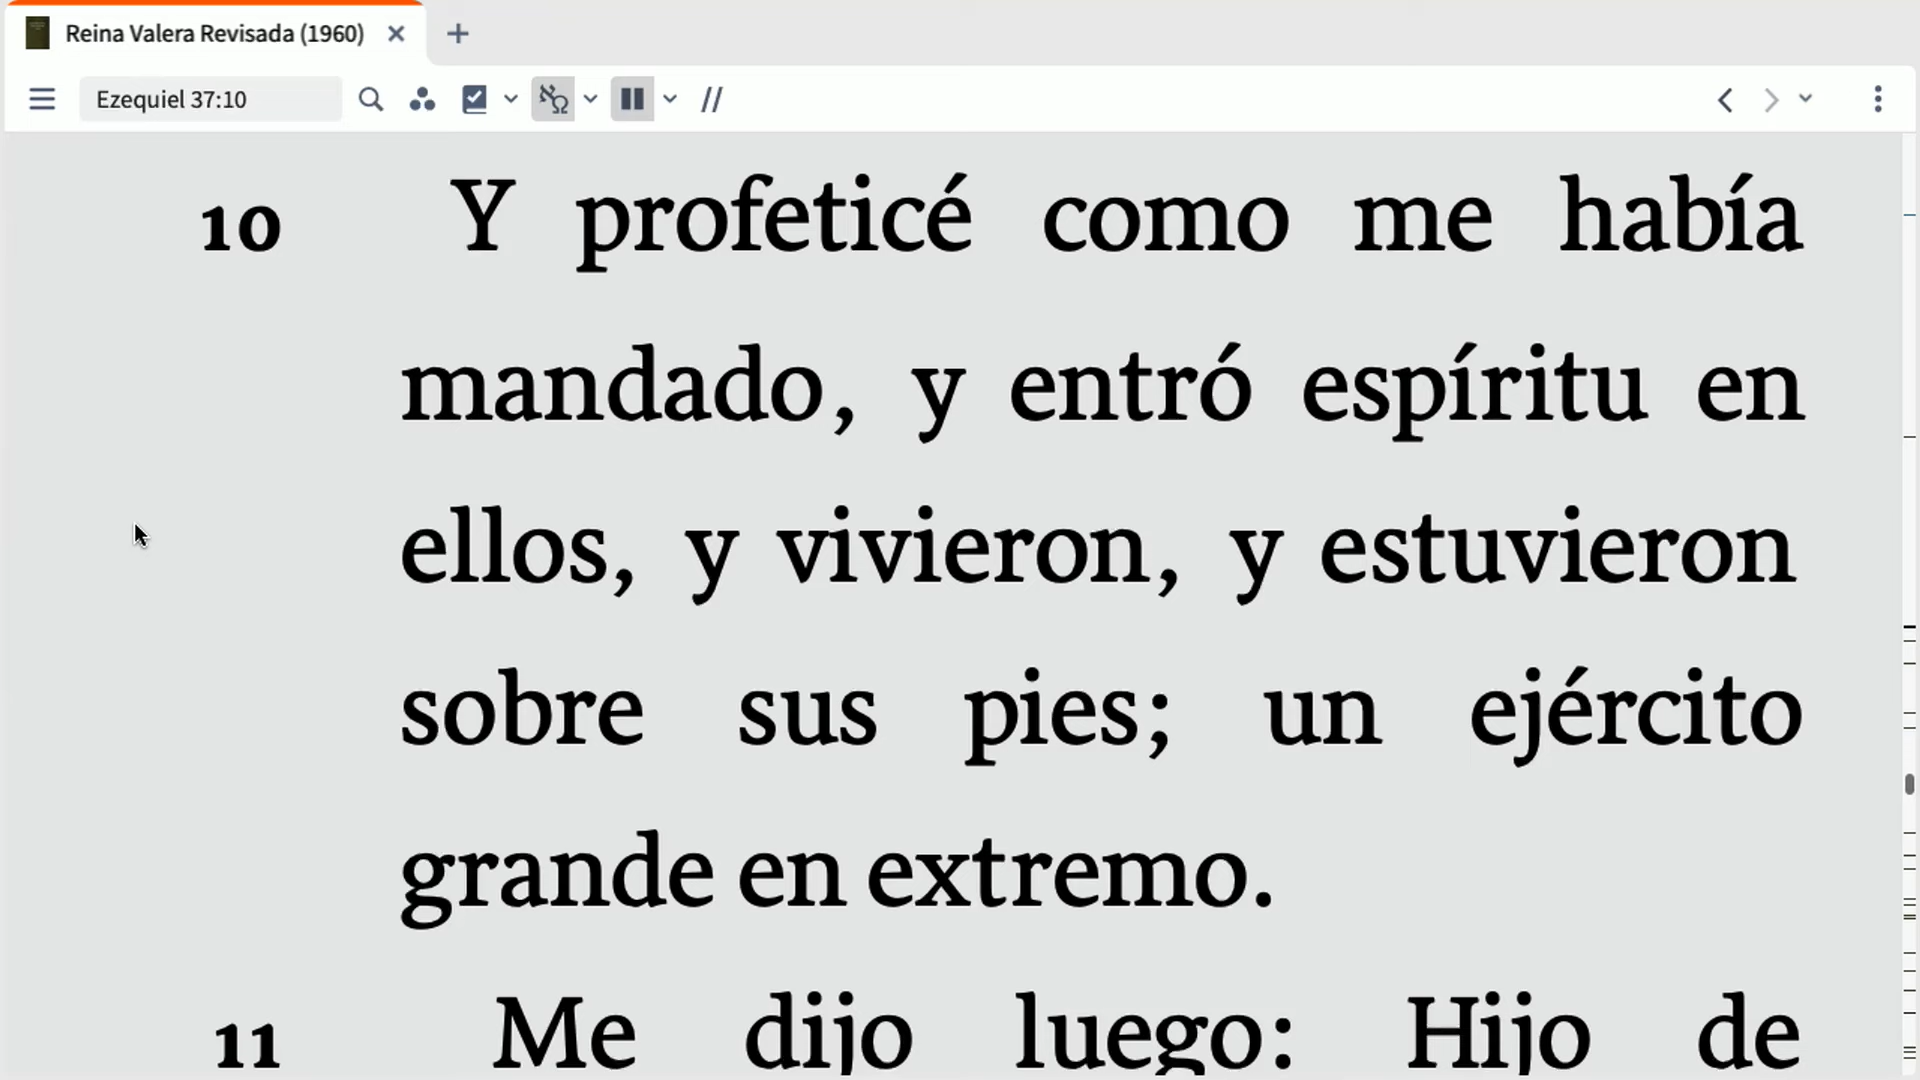 Reina Valera Revisada (1960)
Ezequiel 37:10
10 Y profeticé como me había
mandado, y entró espíritu en
ellos, y vivieron, y estuvieron
sobre sus pies; un ejército
grande en extremo.
11 Me dijo luego: Hijo de